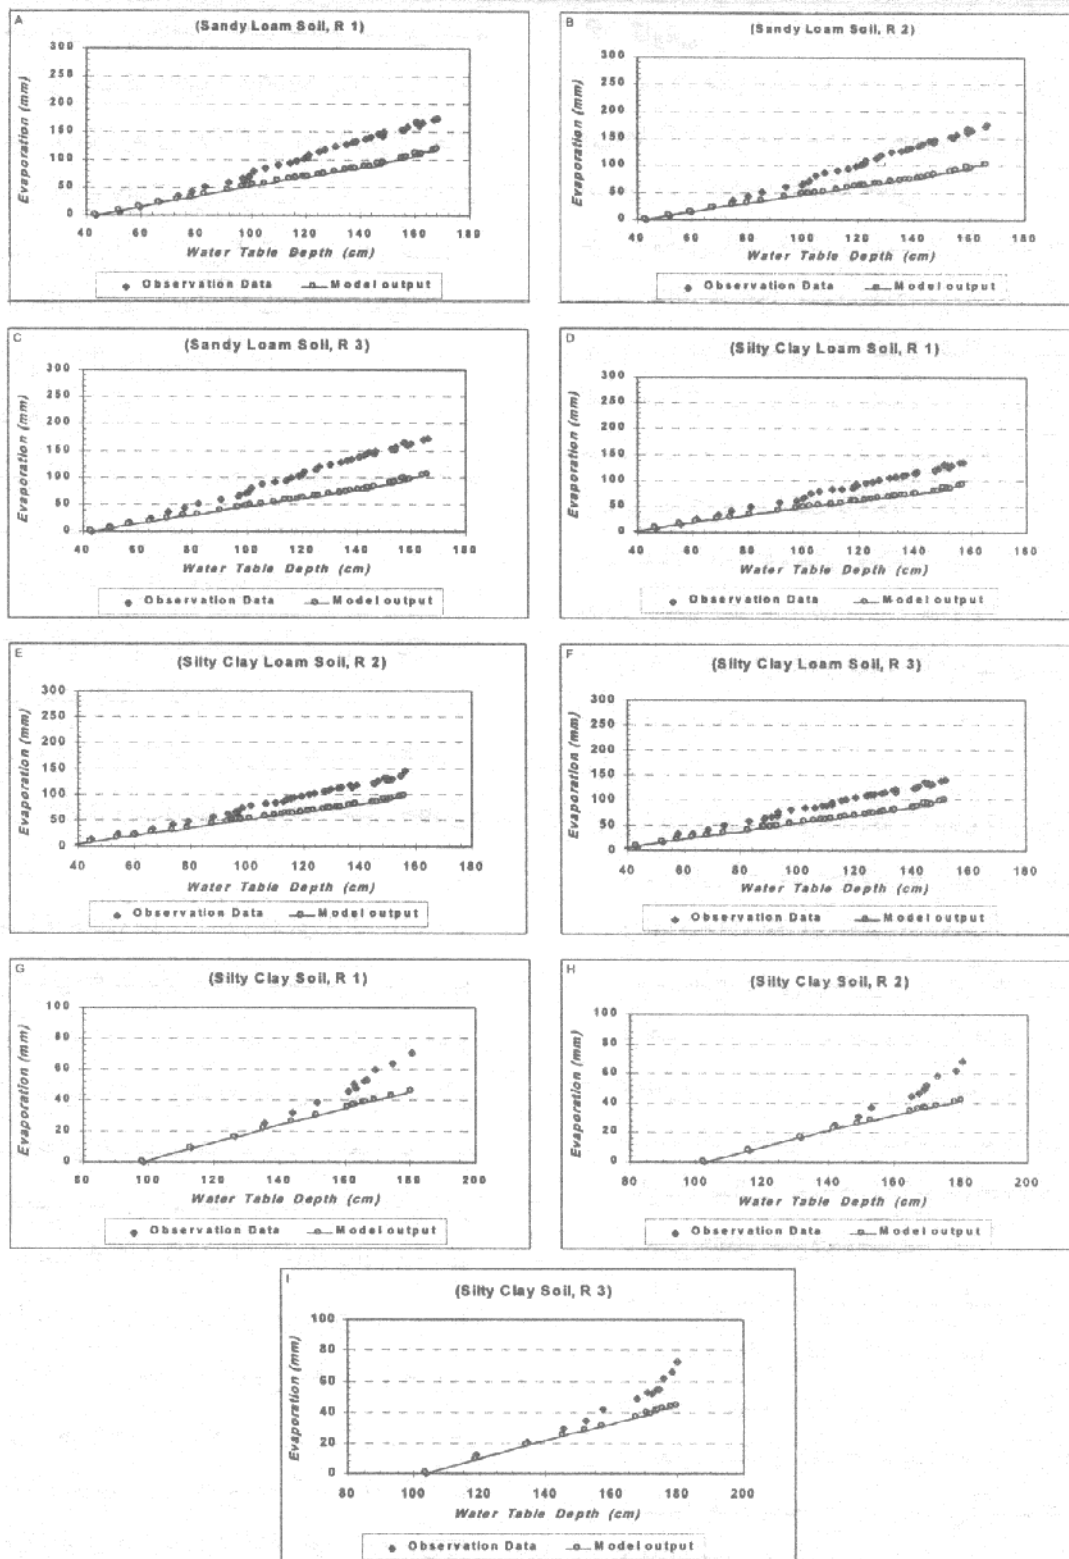 A
(Sandy Loam Soil, R 1)
Evaporation (mm)
300
250
200
150
100
50
0
40 60 80 100 120 140 160 180
Water Table Depth (cm)
Observation Data Model output
B
(Sandy Loam Soil, R 2)
Evaporation (mm)
300
250
200
150
100
50
0
40 60 80 100 120 140 160 180
Water Table Depth (cm)
Observation Data Model output
C
(Sandy Loam Soil, R 3)
Evaporation (mm)
300
250
200
150
100
50
0
40 60 80 100 120 140 160 180
Water Table Depth (cm)
Observation Data Model output
D
(Silty Clay Loam Soil, R 1)
Evaporation (mm)
300
250
200
150
100
50
0
40 60 80 100 120 140 160 180
Water Table Depth (cm)
Observation Data Model output
E
(Silty Clay Loam Soil, R 2)
Evaporation (mm)
300
250
200
150
100
50
0
40 60 80 100 120 140 160 180
Water Table Depth (cm)
Observation Data Model output
F
(Silty Clay Loam Soil, R 3)
Evaporation (mm)
300
250
200
150
100
50
0
40 60 80 100 120 140 160 180
Water Table Depth (cm)
Observation Data Model output
G
(Silty Clay Soil, R 1)
Evaporation (mm)
100
80
60
40
20
0
80 100 120 140 160 180 200
Water Table Depth (cm)
Observation Data Model output
H
(Silty Clay Soil, R 2)
Evaporation (mm)
100
80
60
40
20
0
80 100 120 140 160 180 200
Water Table Depth (cm)
Observation Data Model output
I
(Silty Clay Soil, R 3)
Evaporation (mm)
100
80
60
40
20
0
80 100 120 140 160 180 200
Water Table Depth (cm)
Observation Data Model output